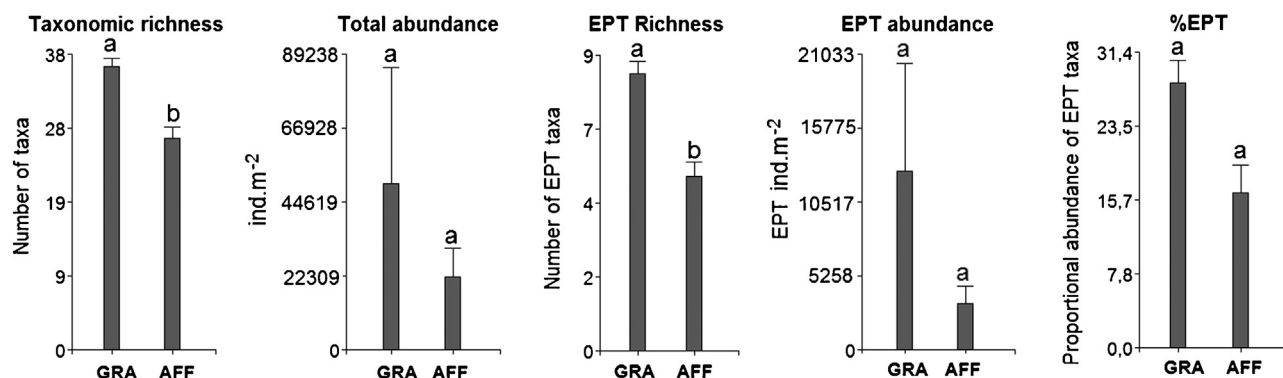 Taxonomic richness
Number of taxa
38
28
19
9
0
a
b
GRA AFF
Total abundance
ind.m-2
89238
66928
44619
22309
0
a
a
GRA AFF
EPT Richness
Number of EPT taxa
9
7
4
2
0
a
b
GRA AFF
EPT abundance
EPT ind.m-2
21033
15775
10517
5258
0
a
a
GRA AFF
%EPT
Proportional abundance of EPT taxa
31,4
23,5
15,7
7,8
0,0
a
a
GRA AFF